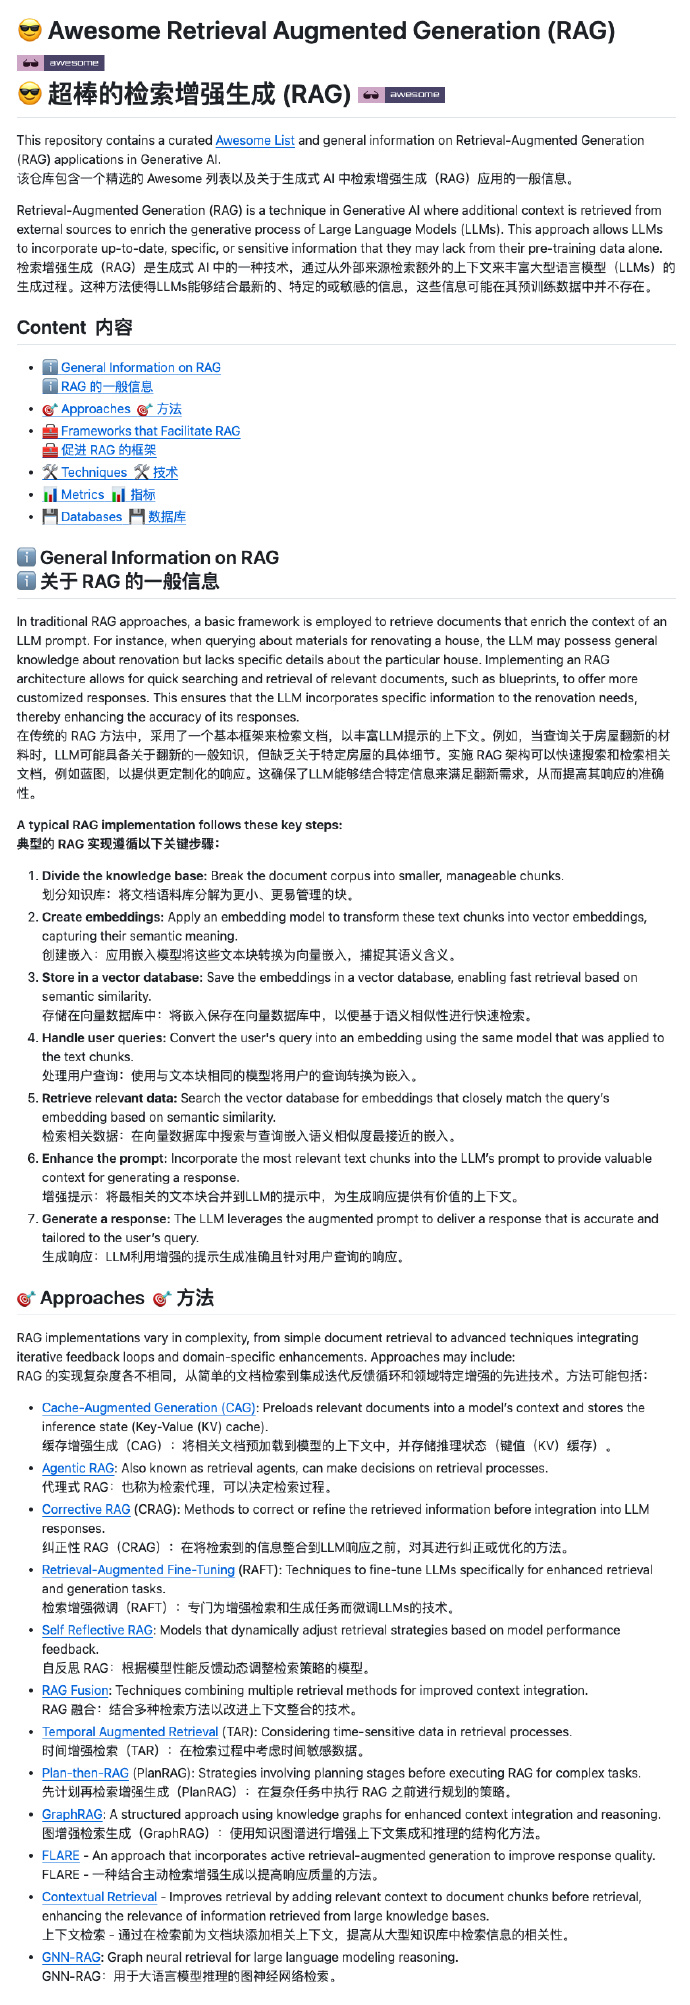 😎 Awesome Retrieval Augmented Generation (RAG)
awesome
😎 超棒的检索增强生成 (RAG) awesome
This repository contains a curated Awesome List and general information on Retrieval-Augmented Generation
(RAG) applications in Generative AI.
该仓库包含一个精选的 Awesome 列表以及关于生成式 AI 中检索增强生成（RAG）应用的一般信息。
Retrieval-Augmented Generation (RAG) is a technique in Generative AI where additional context is retrieved from
external sources to enrich the generative process of Large Language Models (LLMs). This approach allows LLMs
to incorporate up-to-date, specific, or sensitive information that they may lack from their pre-training data alone.
检索增强生成（RAG）是生成式 AI 中的一种技术，通过从外部来源检索额外的上下文来丰富大型语言模型（LLMs）的
生成过程。这种方法使得LLMs能够结合最新的、特定的或敏感的信息，这些信息可能在其预训练数据中并不存在。
Content 内容
• ℹ️ General Information on RAG
ℹ️ RAG 的一般信息
• 🎯 Approaches 🎯 方法
• 🧰 Frameworks that Facilitate RAG
🧰 促进 RAG 的框架
• 🛠️ Techniques 🛠️ 技术
• 📊 Metrics 📊 指标
• 💾 Databases 💾 数据库
ℹ️ General Information on RAG
ℹ️ 关于 RAG 的一般信息
In traditional RAG approaches, a basic framework is employed to retrieve documents that enrich the context of an
LLM prompt. For instance, when querying about materials for renovating a house, the LLM may possess general
knowledge about renovation but lacks specific details about the particular house. Implementing an RAG
architecture allows for quick searching and retrieval of relevant documents, such as blueprints, to offer more
customized responses. This ensures that the LLM incorporates specific information to the renovation needs,
thereby enhancing the accuracy of its responses.
在传统的 RAG 方法中，采用了一个基本框架来检索文档，以丰富LLM提示的上下文。例如，当查询关于房屋翻新的材
料时，LLM可能具备关于翻新的一般知识，但缺乏关于特定房屋的具体细节。实施 RAG 架构可以快速搜索和检索相关
文档，例如蓝图，以提供更定制化的响应。这确保了LLM能够结合特定信息来满足翻新需求，从而提高其响应的准确
性。
A typical RAG implementation follows these key steps:
典型的 RAG 实现遵循以下关键步骤：
1. Divide the knowledge base: Break the document corpus into smaller, manageable chunks.
划分知识库：将文档语料库分解为更小、更易管理的块。
2. Create embeddings: Apply an embedding model to transform these text chunks into vector embeddings,
capturing their semantic meaning.
创建嵌入：应用嵌入模型将这些文本块转换为向量嵌入，捕捉其语义含义。
3. Store in a vector database: Save the embeddings in a vector database, enabling fast retrieval based on
semantic similarity.
存储在向量数据库中：将嵌入保存在向量数据库中，以便基于语义相似性进行快速检索。
4. Handle user queries: Convert the user's query into an embedding using the same model that was applied to
the text chunks.
处理用户查询：使用与文本块相同的模型将用户的查询转换为嵌入。
5. Retrieve relevant data: Search the vector database for embeddings that closely match the query's
embedding based on semantic similarity.
检索相关数据：在向量数据库中搜索与查询嵌入语义相似度最接近的嵌入。
6. Enhance the prompt: Incorporate the most relevant text chunks into the LLM's prompt to provide valuable
context for generating a response.
增强提示：将最相关的文本块合并到LLM的提示中，为生成响应提供有价值的上下文。
7. Generate a response: The LLM leverages the augmented prompt to deliver a response that is accurate and
tailored to the user's query.
生成响应：LLM利用增强的提示生成准确且针对用户查询的响应。
🎯 Approaches 🎯 方法
RAG implementations vary in complexity, from simple document retrieval to advanced techniques integrating
iterative feedback loops and domain-specific enhancements. Approaches may include:
RAG 的实现复杂度各不相同，从简单的文档检索到集成迭代反馈循环和领域特定增强的先进技术。方法可能包括：
• Cache-Augmented Generation (CAG): Preloads relevant documents into a model's context and stores the
inference state (Key-Value (KV) cache).
缓存增强生成（CAG）：将相关文档预加载到模型的上下文中，并存储推理状态（键值（KV）缓存）。
• Agentic RAG: Also known as retrieval agents, can make decisions on retrieval processes.
代理式 RAG：也称为检索代理，可以决定检索过程。
• Corrective RAG (CRAG): Methods to correct or refine the retrieved information before integration into LLM
responses.
纠正性 RAG（CRAG）：在将检索到的信息整合到LLM响应之前，对其进行纠正或优化的方法。
• Retrieval-Augmented Fine-Tuning (RAFT): Techniques to fine-tune LLMs specifically for enhanced retrieval
and generation tasks.
检索增强微调（RAFT）：专门为增强检索和生成任务而微调LLMs的技术。
• Self Reflective RAG: Models that dynamically adjust retrieval strategies based on model performance
feedback.
自反思 RAG：根据模型性能反馈动态调整检索策略的模型。
• RAG Fusion: Techniques combining multiple retrieval methods for improved context integration.
RAG 融合：结合多种检索方法以改进上下文整合的技术。
• Temporal Augmented Retrieval (TAR): Considering time-sensitive data in retrieval processes.
时间增强检索（TAR）：在检索过程中考虑时间敏感数据。
• Plan-then-RAG (PlanRAG): Strategies involving planning stages before executing RAG for complex tasks.
先计划再检索增强生成（PlanRAG）：在复杂任务中执行 RAG 之前进行规划的策略。
• GraphRAG: A structured approach using knowledge graphs for enhanced context integration and reasoning.
图增强检索生成（GraphRAG）：使用知识图谱进行增强上下文集成和推理的结构化方法。
• FLARE - An approach that incorporates active retrieval-augmented generation to improve response quality.
FLARE - 一种结合主动检索增强生成以提高响应质量的方法。
• Contextual Retrieval - Improves retrieval by adding relevant context to document chunks before retrieval,
enhancing the relevance of information retrieved from large knowledge bases.
上下文检索 - 通过在检索前为文档块添加相关上下文，提高从大型知识库中检索信息的相关性。
• GNN-RAG: Graph neural retrieval for large language modeling reasoning.
GNN-RAG：用于大语言模型推理的图神经网络检索。